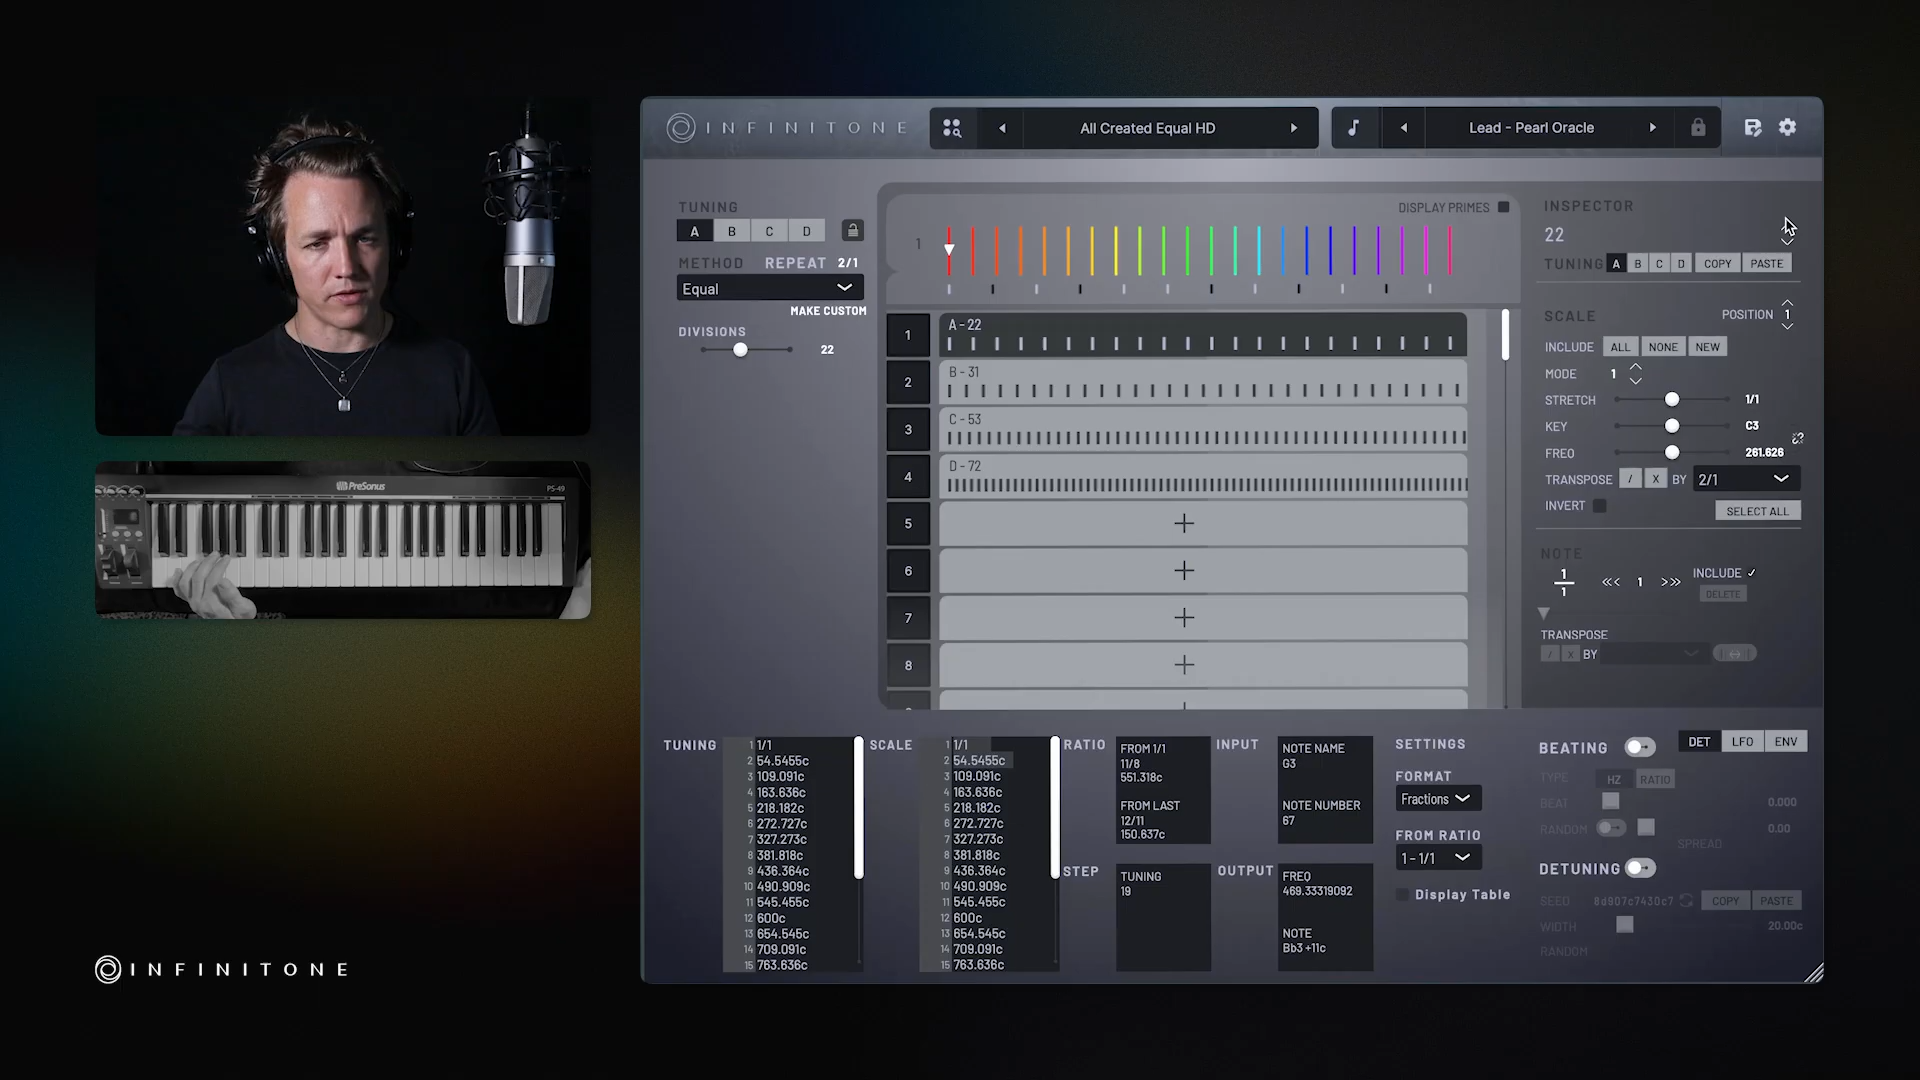 INFINITONE
All Created Equal HD
Lead - Pearl Oracle
TUNING
A B C D
METHOD REPEAT 2/1
Equal
MAKE CUSTOM
DIVISIONS
22
DISPLAY PRIMES
1
1 A - 22
2 B - 31
3 C - 53
4 D - 72
5
6
7
8
INSPECTOR
22
TUNING A B C D COPY PASTE
SCALE POSITION 1
INCLUDE ALL NONE NEW
MODE 1
STRETCH 1/1
KEY C3
FREQ 261.626
TRANSPOSE / X BY 2/1
INVERT SELECT ALL
NOTE
1/1 <<< 1 >>> INCLUDE ✓
DELETE
TRANSPOSE
/ X BY
PreSonus
PS-49
TUNING
1 1/1
2 54.5455c
3 109.091c
4 163.636c
5 218.182c
6 272.727c
7 327.273c
8 381.818c
9 436.364c
10 490.909c
11 545.455c
12 600c
13 654.545c
14 709.091c
15 763.636c
SCALE
1 1/1
2 54.5455c
3 109.091c
4 163.636c
5 218.182c
6 272.727c
7 327.273c
8 381.818c
9 436.364c
10 490.909c
11 545.455c
12 600c
13 654.545c
14 709.091c
15 763.636c
RATIO
FROM 1/1
11/8
551.318c
FROM LAST
12/11
150.637c
STEP
TUNING
19
INPUT
NOTE NAME
G3
NOTE NUMBER
67
OUTPUT
FREQ
469.33319092
NOTE
Bb3 +11c
SETTINGS
FORMAT
Fractions
FROM RATIO
1 - 1/1
Display Table
BEATING DET LFO ENV
TYPE HZ RATIO
BEAT 0.000
RANDOM 0.00
SPREAD
DETUNING
SEED 8d907c7430c7 COPY PASTE
WIDTH 20.00c
RANDOM
INFINITONE